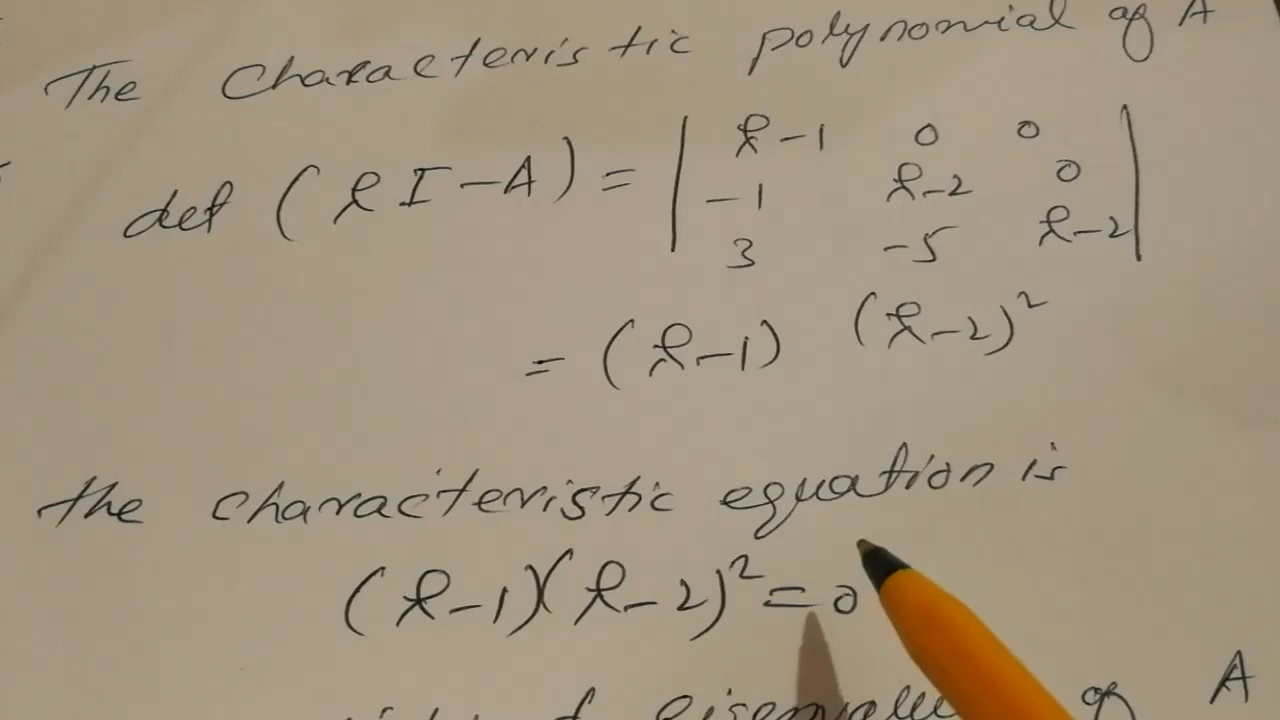 The Characteristic polynomial of A
det (λI-A) = | λ-1 0 0 |
-1 λ-2 0
3 -5 λ-2
= (λ-1) (λ-2)²
the characteristic equation is
(λ-1)(λ-2)² = 0
of A